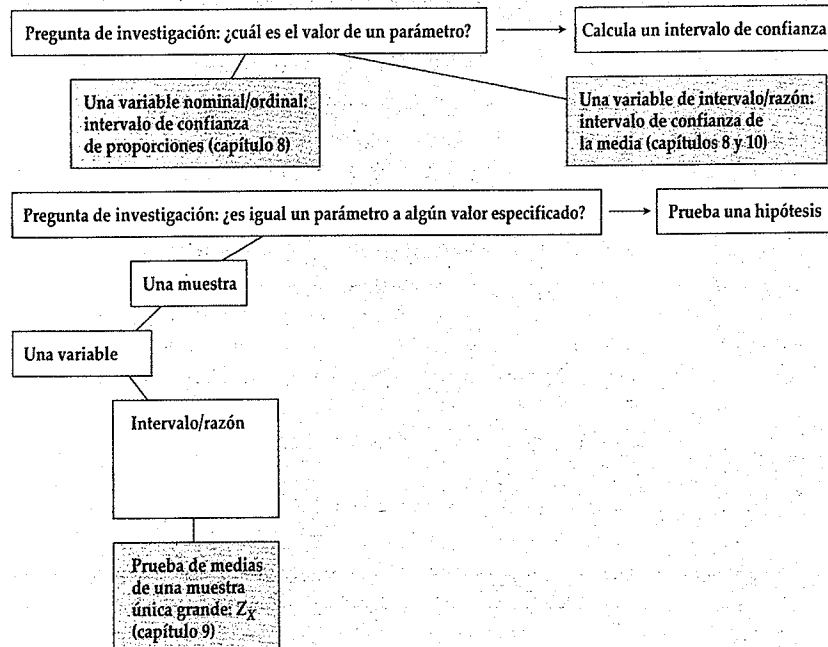 Pregunta de investigación: ¿cuál es el valor de un parámetro?
Calcula un intervalo de confianza
Una variable nominal/ordinal:
intervalo de confianza
de proporciones (capítulo 8)
Una variable de intervalo/razón:
intervalo de confianza de
la media (capítulos 8 y 10)
Pregunta de investigación: ¿es igual un parámetro a algún valor especificado?
Prueba una hipótesis
Una muestra
Una variable
Intervalo/razón
Prueba de medias
de una muestra
única grande: Z_X̄
(capítulo 9)